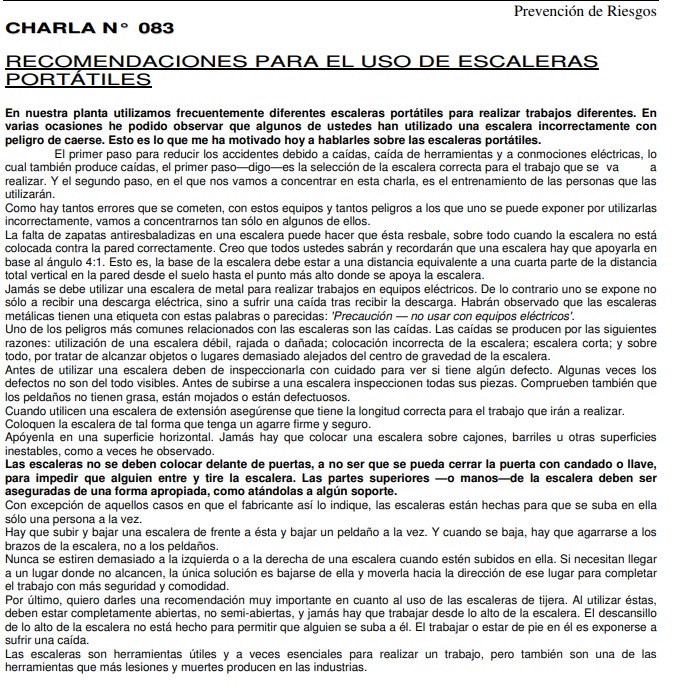 Prevención de Riesgos
CHARLA N° 083
RECOMENDACIONES PARA EL USO DE ESCALERAS
PORTÁTILES
En nuestra planta utilizamos frecuentemente diferentes escaleras portátiles para realizar trabajos diferentes. En
varias ocasiones he podido observar que algunos de ustedes han utilizado una escalera incorrectamente con
peligro de caerse. Esto es lo que me ha motivado hoy a hablarles sobre las escaleras portátiles.
El primer paso para reducir los accidentes debido a caídas, caída de herramientas y a conmociones eléctricas, lo
cual también produce caídas, el primer paso—digo—es la selección de la escalera correcta para el trabajo que se va a
realizar. Y el segundo paso, en el que nos vamos a concentrar en esta charla, es el entrenamiento de las personas que las
utilizarán.
Como hay tantos errores que se cometen, con estos equipos y tantos peligros a los que uno se puede exponer por utilizarlas
incorrectamente, vamos a concentrarnos tan sólo en algunos de ellos.
La falta de zapatas antiresbaladizas en una escalera puede hacer que ésta resbale, sobre todo cuando la escalera no está
colocada contra la pared correctamente. Creo que todos ustedes sabrán y recordarán que una escalera hay que apoyarla en
base al ángulo 4:1. Esto es, la base de la escalera debe estar a una distancia equivalente a una cuarta parte de la distancia
total vertical en la pared desde el suelo hasta el punto más alto donde se apoya la escalera.
Jamás se debe utilizar una escalera de metal para realizar trabajos en equipos eléctricos. De lo contrario uno se expone no
sólo a recibir una descarga eléctrica, sino a sufrir una caída tras recibir la descarga. Habrán observado que las escaleras
metálicas tienen una etiqueta con estas palabras o parecidas: 'Precaución — no usar con equipos eléctricos'.
Uno de los peligros más comunes relacionados con las escaleras son las caídas. Las caídas se producen por las siguientes
razones: utilización de una escalera débil, rajada o dañada; colocación incorrecta de la escalera; escalera corta; y sobre
todo, por tratar de alcanzar objetos o lugares demasiado alejados del centro de gravedad de la escalera.
Antes de utilizar una escalera deben de inspeccionarla con cuidado para ver si tiene algún defecto. Algunas veces los
defectos no son del todo visibles. Antes de subirse a una escalera inspeccionen todas sus piezas. Comprueben también que
los peldaños no tienen grasa, están mojados o están defectuosos.
Cuando utilicen una escalera de extensión asegúrense que tiene la longitud correcta para el trabajo que irán a realizar.
Coloquen la escalera de tal forma que tenga un agarre firme y seguro.
Apóyenla en una superficie horizontal. Jamás hay que colocar una escalera sobre cajones, barriles u otras superficies
inestables, como a veces he observado.
Las escaleras no se deben colocar delante de puertas, a no ser que se pueda cerrar la puerta con candado o llave,
para impedir que alguien entre y tire la escalera. Las partes superiores —o manos—de la escalera deben ser
aseguradas de una forma apropiada, como atándolas a algún soporte.
Con excepción de aquellos casos en que el fabricante así lo indique, las escaleras están hechas para que se suba en ella
sólo una persona a la vez.
Hay que subir y bajar una escalera de frente a ésta y bajar un peldaño a la vez. Y cuando se baja, hay que agarrarse a los
brazos de la escalera, no a los peldaños.
Nunca se estiren demasiado a la izquierda o a la derecha de una escalera cuando estén subidos en ella. Si necesitan llegar
a un lugar donde no alcancen, la única solución es bajarse de ella y moverla hacia la dirección de ese lugar para completar
el trabajo con más seguridad y comodidad.
Por último, quiero darles una recomendación muy importante en cuanto al uso de las escaleras de tijera. Al utilizar éstas,
deben estar completamente abiertas, no semi-abiertas, y jamás hay que trabajar desde lo alto de la escalera. El descansillo
de lo alto de la escalera no está hecho para permitir que alguien se suba a él. El trabajar o estar de pie en él es exponerse a
sufrir una caída.
Las escaleras son herramientas útiles y a veces esenciales para realizar un trabajo, pero también son una de las
herramientas que más lesiones y muertes producen en las industrias.